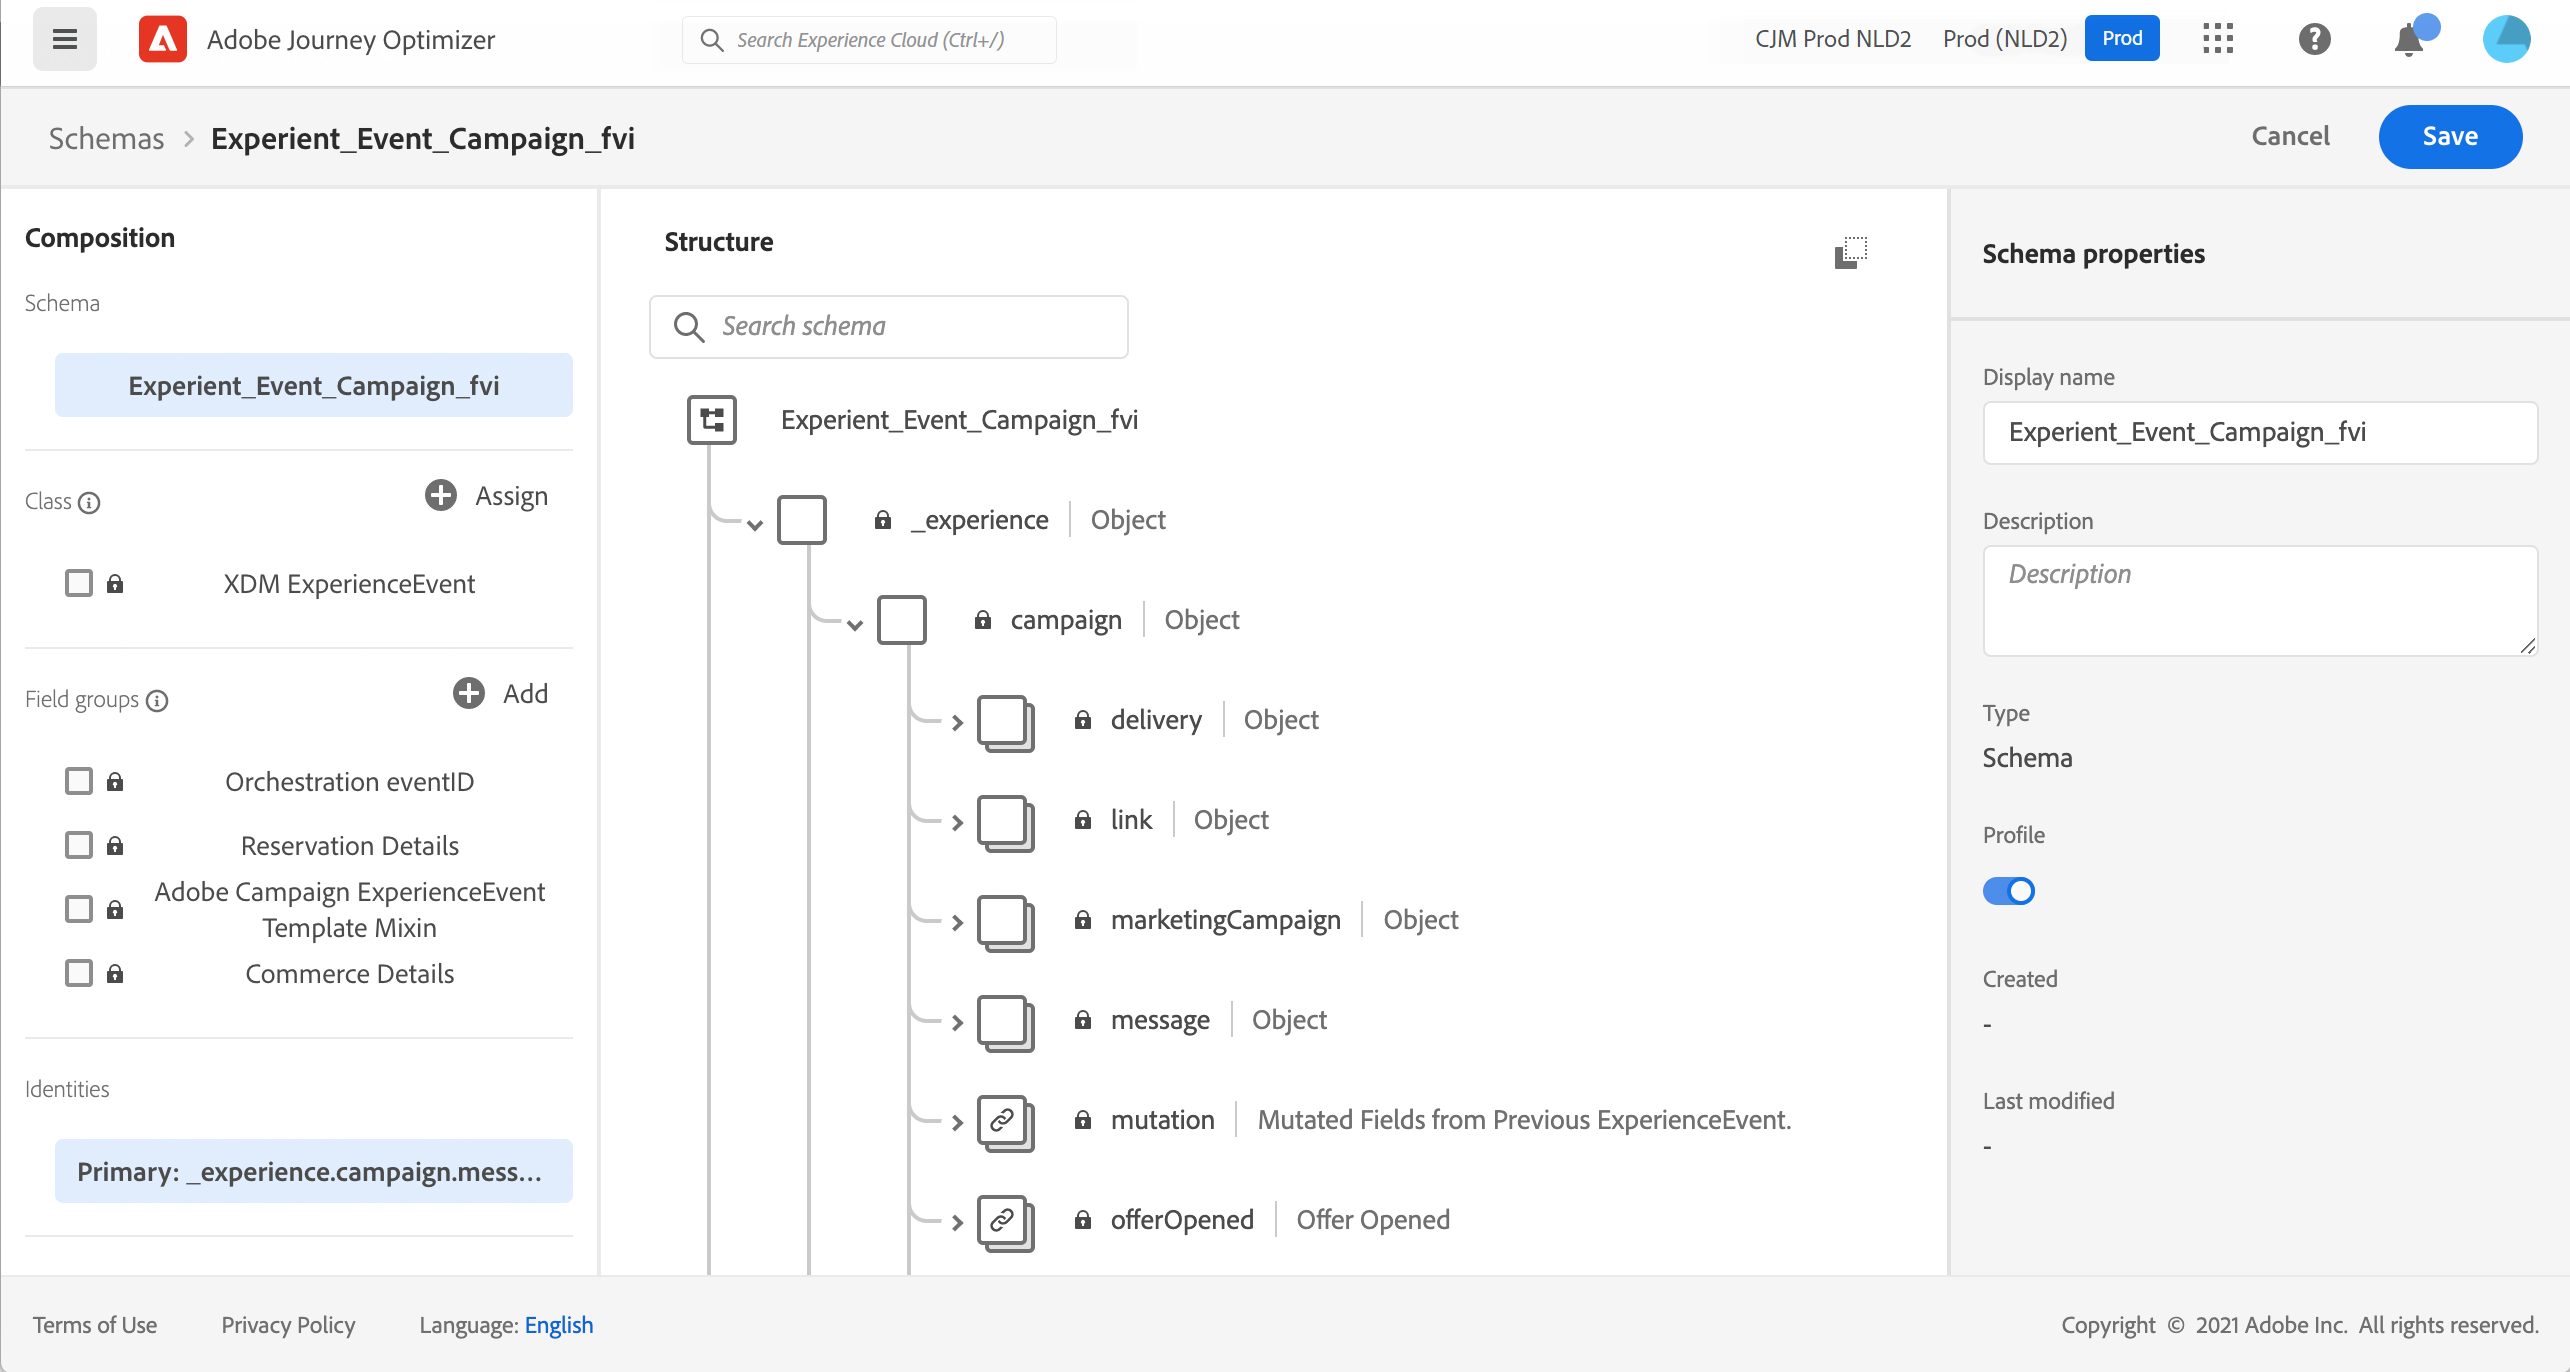 Adobe Journey Optimizer
Search Experience Cloud (Ctrl+/)
CJM Prod NLD2
Prod (NLD2)
Prod
Schemas > Experient_Event_Campaign_fvi
Cancel
Save
Composition
Schema
Experient_Event_Campaign_fvi
Class
Assign
XDM ExperienceEvent
Field groups
Add
Orchestration eventID
Reservation Details
Adobe Campaign ExperienceEvent
Template Mixin
Commerce Details
Identities
Primary: _experience.campaign.mess...
Structure
Search schema
Experient_Event_Campaign_fvi
_experience | Object
campaign | Object
delivery | Object
link | Object
marketingCampaign | Object
message | Object
mutation | Mutated Fields from Previous ExperienceEvent.
offerOpened | Offer Opened
Schema properties
Display name
Experient_Event_Campaign_fvi
Description
Description
Type
Schema
Profile
Created
-
Last modified
-
Terms of Use
Privacy Policy
Language: English
Copyright © 2021 Adobe Inc. All rights reserved.